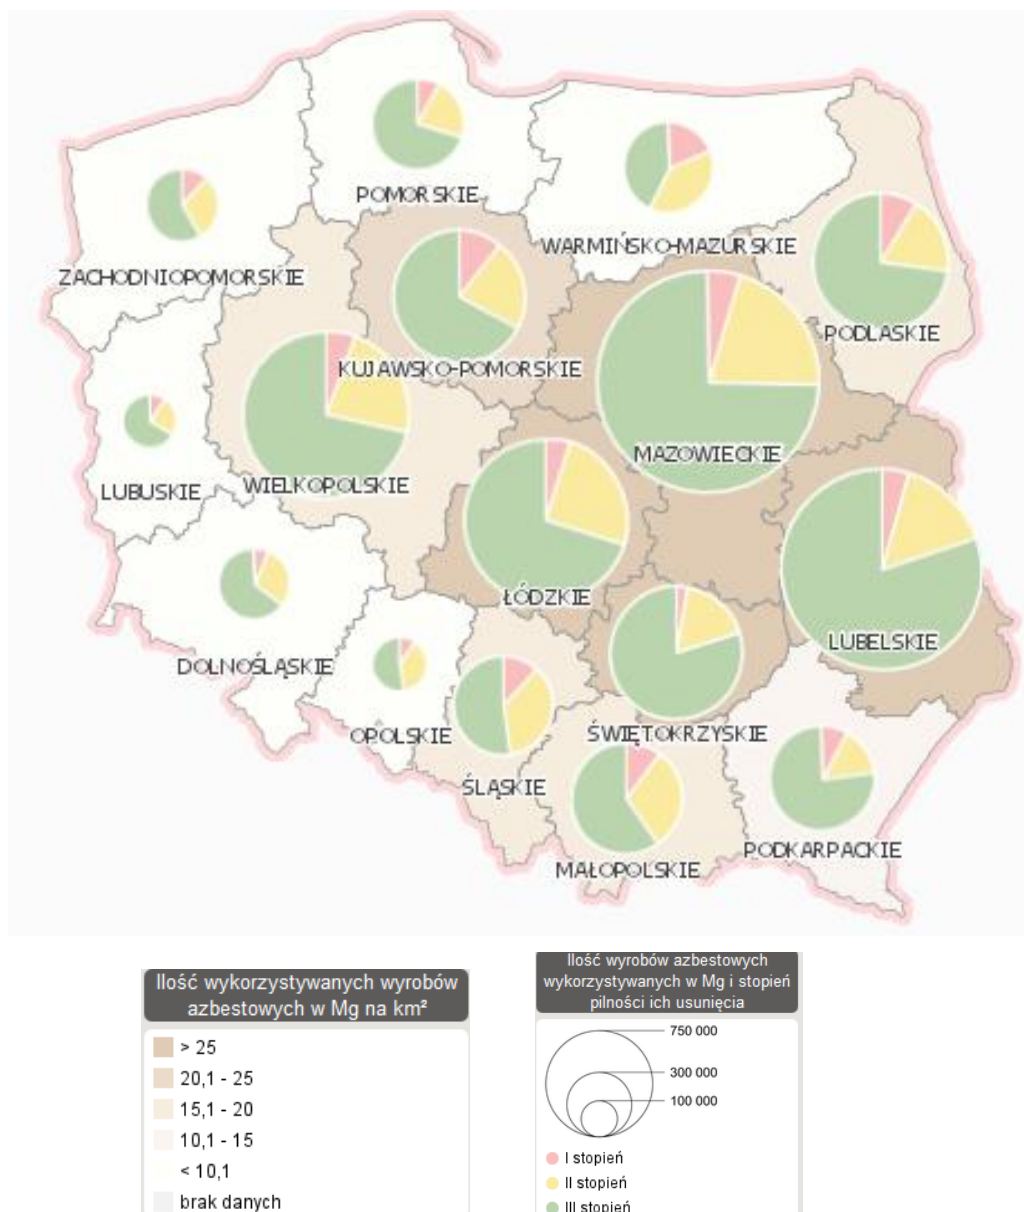 POMORSKIE
WARMIŃSKO-MAZURSKIE
ZACHODNIOPOMORSKIE
PODLASKIE
KUJAWSKO-POMORSKIE
MAZOWIECKIE
LUBUSKIE
WIELKOPOLSKIE
ŁÓDZKIE
LUBELSKIE
DOLNOŚLĄSKIE
OPOLSKIE
ŚWIĘTOKRZYSKIE
ŚLĄSKIE
PODKARPACKIE
MAŁOPOLSKIE
Ilość wykorzystywanych wyrobów
azbestowych w Mg na km²
> 25
20,1 - 25
15,1 - 20
10,1 - 15
< 10,1
brak danych
Ilość wyrobów azbestowych
wykorzystywanych w Mg i stopień
pilności ich usunięcia
750 000
300 000
100 000
I stopień
II stopień
III stopień